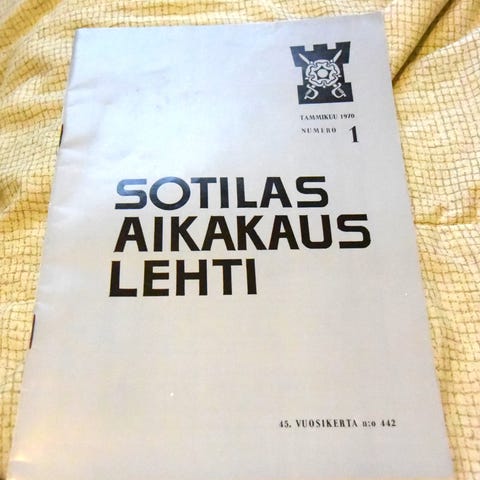 TAMMIKUU 1970
NUMERO 1
SOTILAS
AIKAKAUS
LEHTI
45. VUOSIKERTA n:o 442